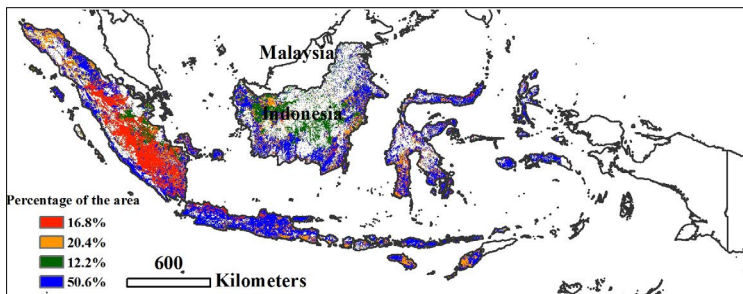 Malaysia
Indonesia
Percentage of the area
16.8%
20.4%
12.2%
50.6%
600
Kilometers